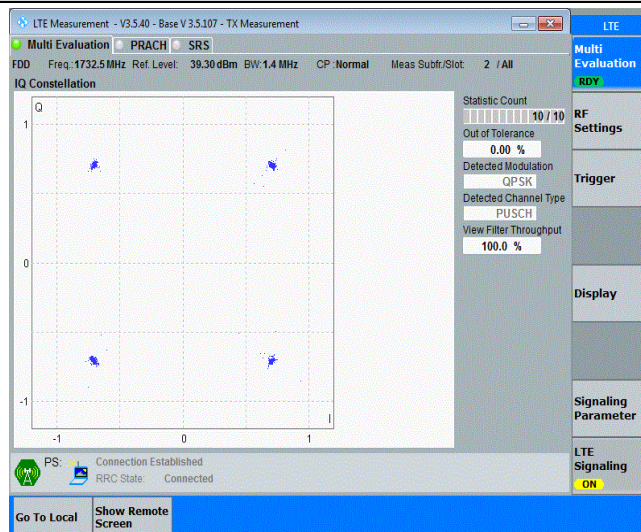 LTE Measurement - V3.5.40 - Base V 3.5.107 - TX Measurement
LTE
Multi Evaluation PRACH SRS
Multi
Evaluation
RDY
FDD Freq.:1732.5 MHz Ref. Level: 39.30 dBm BW:1.4 MHz CP :Normal Meas Subfr./Slot: 2 / All
IQ Constellation
Q
1
0
-1
-1 0 1
I
Statistic Count
10 / 10
Out of Tolerance
0.00 %
Detected Modulation
QPSK
Detected Channel Type
PUSCH
View Filter Throughput
100.0 %
RF
Settings
Trigger
Display
Signaling
Parameter
LTE
Signaling
ON
PS: Connection Established
RRC State: Connected
Go To Local
Show Remote
Screen